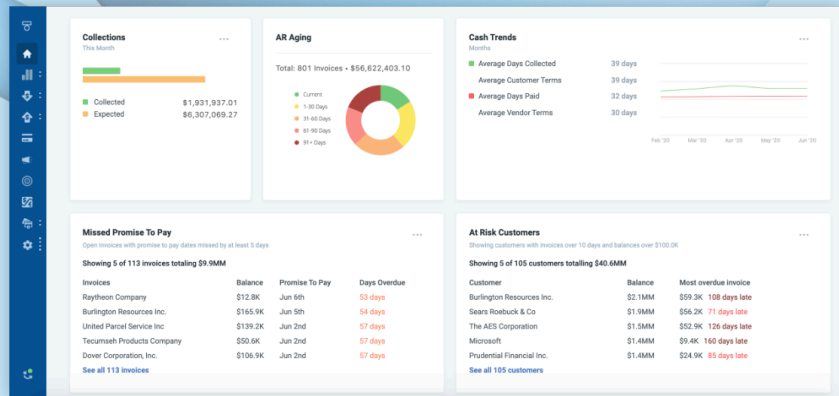 Collections
This Month
Collected $1,931,937.01
Expected $6,307,069.27
AR Aging
Total: 801 Invoices • $56,622,403.10
Current
1-30 Days
31-60 Days
61-90 Days
91+ Days
Cash Trends
Months
Average Days Collected 39 days
Average Customer Terms 39 days
Average Days Paid 32 days
Average Vendor Terms 30 days
Feb '20 Mar '20 Apr '20 May '20 Jun '20
Missed Promise To Pay
Open invoices with promise to pay dates missed by at least 5 days
Showing 5 of 113 invoices totaling $9.9MM
Invoices Balance Promise To Pay Days Overdue
Raytheon Company $12.8K Jun 6th 53 days
Burlington Resources Inc. $165.9K Jun 5th 54 days
United Parcel Service Inc $139.2K Jun 2nd 57 days
Tecumseh Products Company $50.6K Jun 2nd 57 days
Dover Corporation, Inc. $106.9K Jun 2nd 57 days
See all 113 invoices
At Risk Customers
Showing customers with invoices over 10 days and balances over $100.0K
Showing 5 of 105 customers totalling $40.6MM
Customer Balance Most overdue invoice
Burlington Resources Inc. $2.1MM $59.3K 108 days late
Sears Roebuck & Co $1.9MM $56.2K 71 days late
The AES Corporation $1.5MM $52.9K 126 days late
Microsoft $1.4MM $9.4K 160 days late
Prudential Financial Inc. $1.4MM $24.9K 85 days late
See all 105 customers